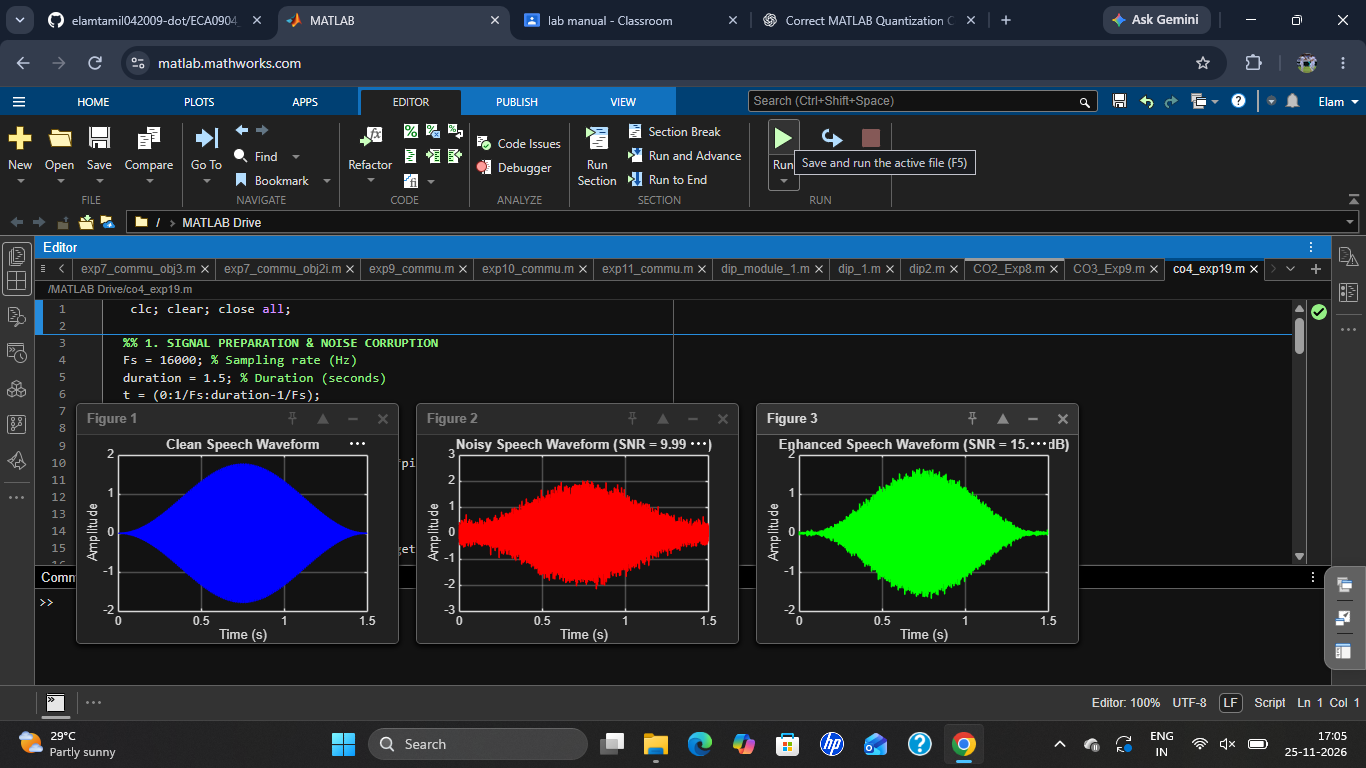 elamtamil042009-dot/ECA0904_
MATLAB
lab manual - Classroom
Correct MATLAB Quantization C
Ask Gemini
matlab.mathworks.com
HOME
PLOTS
APPS
EDITOR
PUBLISH
VIEW
Search (Ctrl+Shift+Space)
Elam
New
Open
Save
Compare
Go To
Find
Bookmark
Refactor
Code Issues
Debugger
Run Section
Section Break
Run and Advance
Run to End
Run
Save and run the active file (F5)
FILE
NAVIGATE
CODE
ANALYZE
SECTION
RUN
/ › MATLAB Drive
Editor
exp7_commu_obj3.m
exp7_commu_obj2i.m
exp9_commu.m
exp10_commu.m
exp11_commu.m
dip_module_1.m
dip_1.m
dip2.m
CO2_Exp8.m
CO3_Exp9.m
co4_exp19.m
/MATLAB Drive/co4_exp19.m
1 clc; clear; close all;
2
3 %% 1. SIGNAL PREPARATION & NOISE CORRUPTION
4 Fs = 16000; % Sampling rate (Hz)
5 duration = 1.5; % Duration (seconds)
6 t = (0:1/Fs:duration-1/Fs);
7
8
9
10 pi
11
12
13
14
15 get
Comm
>>
Figure 1
Clean Speech Waveform
Amplitude
2
1
0
-1
-2
0 0.5 1 1.5
Time (s)
Figure 2
Noisy Speech Waveform (SNR = 9.99 )
Amplitude
3
2
1
0
-1
-2
-3
0 0.5 1 1.5
Time (s)
Figure 3
Enhanced Speech Waveform (SNR = 15. dB)
Amplitude
2
1
0
-1
-2
0 0.5 1 1.5
Time (s)
Editor: 100%
UTF-8
LF
Script
Ln 1 Col 1
29°C
Partly sunny
Search
hp
ENG
IN
17:05
25-11-2026